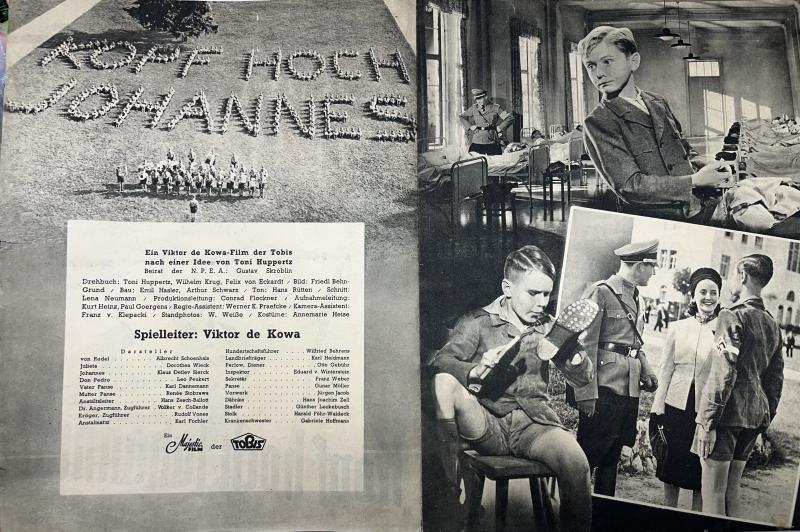 KOPF HOCH
JOHANNES
Ein Viktor de Kowa-Film der Tobis
nach einer Idee von Toni Huppertz
Beirat der N.P.E.A.: Gustav Skroblin
Drehbuch: Toni Huppertz, Wilhelm Krug, Felix von Eckardt / Bild: Friedl Behn-
Grund / Bau: Emil Hasler, Arthur Schwarz / Ton: Hans Rütten / Schnitt:
Lena Neumann / Produktionsleitung: Conrad Flockner / Aufnahmeleitung:
Kurt Heinz, Paul Goergens / Regie-Assistent: Werner E. Praefcke / Kamera-Assistent:
Franz v. Klepacki / Standphotos: W. Weiße / Kostüme: Annemarie Heise
Spielleiter: Viktor de Kowa
Darsteller
von Redel ..... Albrecht Schoenhals
Julieta ..... Dorothea Wieck
Johannes ..... Klaus Detlef Sierck
Don Pedro ..... Leo Peukert
Vater Panse ..... Karl Dannemann
Mutter Panse ..... Renée Stobrawa
Anstaltsleiter ..... Hans Zesch-Ballott
Dr. Angermann, Zugführer . Volker v. Collande
Kröger, Zugführer ..... Rudolf Vones
Anstaltsarzt ..... Karl Fochler
Hundertschaftsführer ... Wilfried Behrens
Landbriefträger ..... Karl Heidmann
Perlow, Diener ..... Otto Gebühr
Inspektor ..... Eduard v. Winterstein
Sekretär ..... Franz Weber
Panse ..... Gunar Möller
Vorwerk ..... Jürgen Jacob
Dähnke ..... Hans Joachim Zell
Stadler ..... Günther Leckebusch
Stolk ..... Harald Föhr-Waldeck
Krankenschwester ..... Gabriele Hoffmann
Ein Majestic FILM der TOBIS